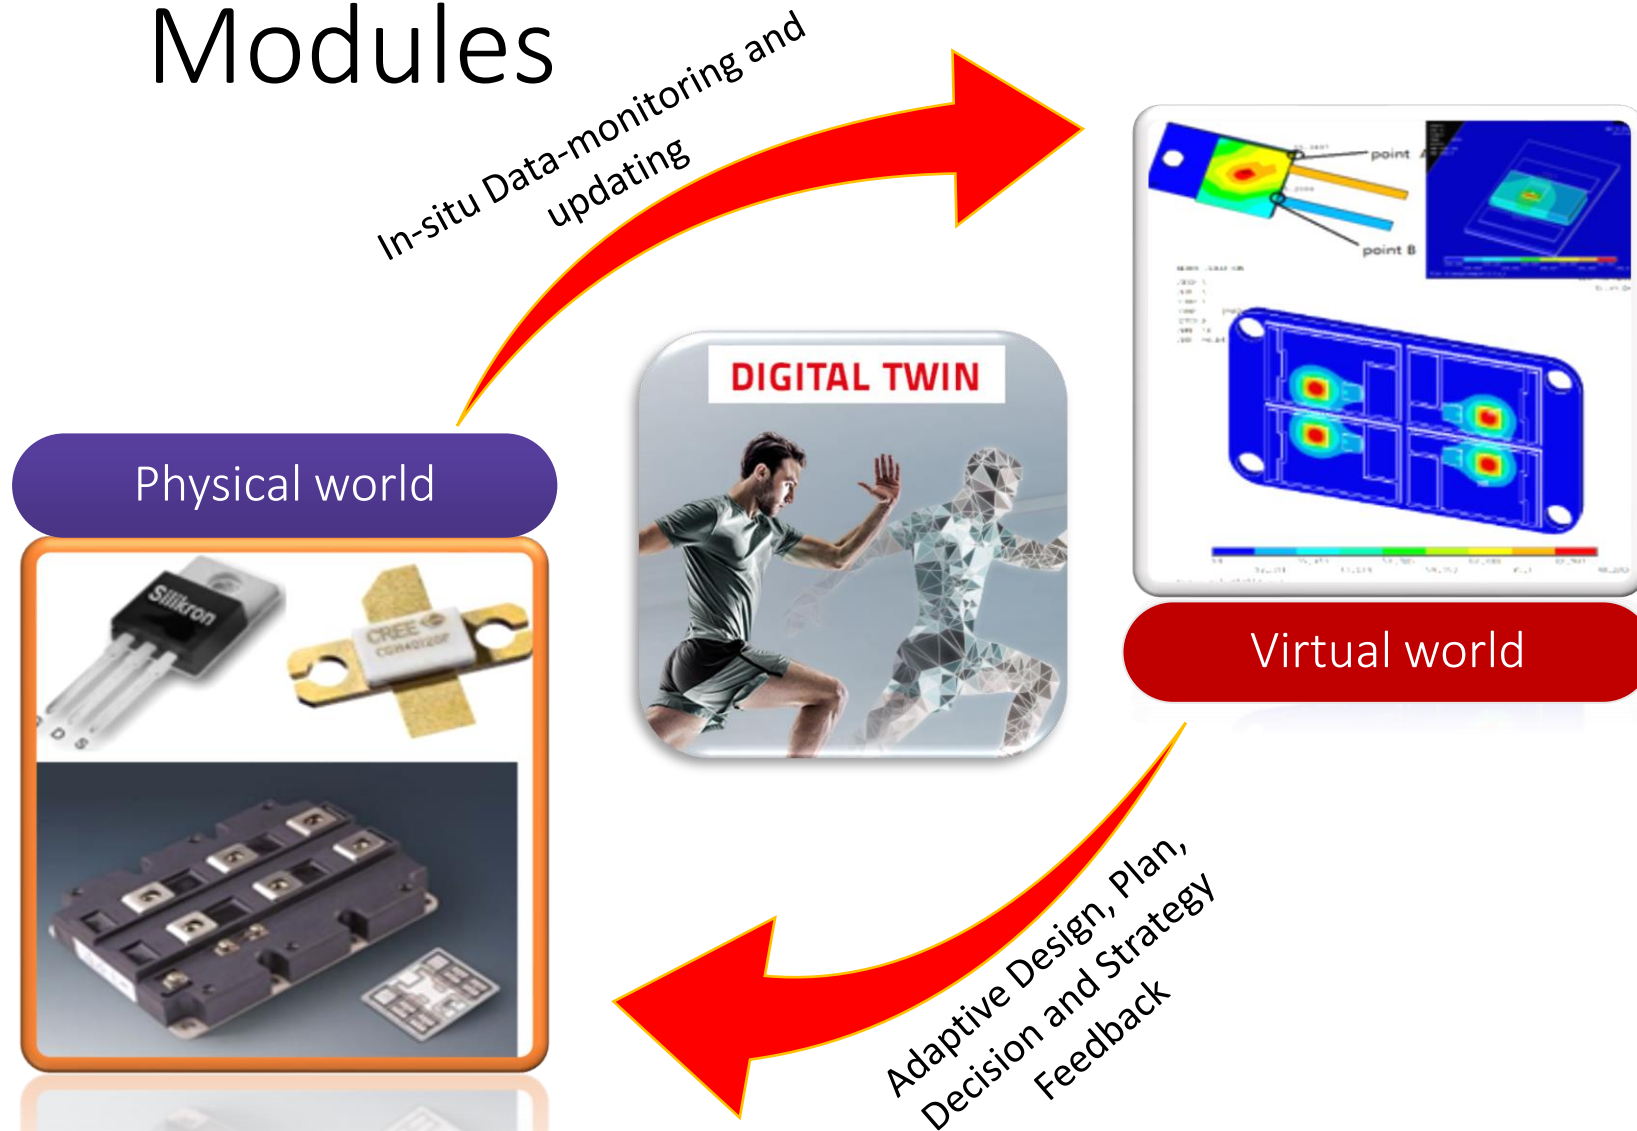 Modules
In-situ Data-monitoring and
updating
point
point B
DIGITAL TWIN
Physical world
Silikron
CREE
D S
Virtual world
Adaptive Design, Plan,
Decision and Strategy
Feedback